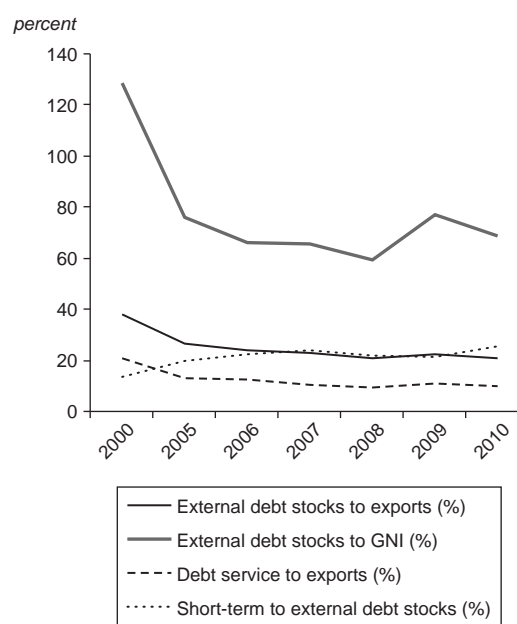 percent
140
120
100
80
60
40
20
0
2000 2005 2006 2007 2008 2009 2010
External debt stocks to exports (%)
External debt stocks to GNI (%)
Debt service to exports (%)
Short-term to external debt stocks (%)